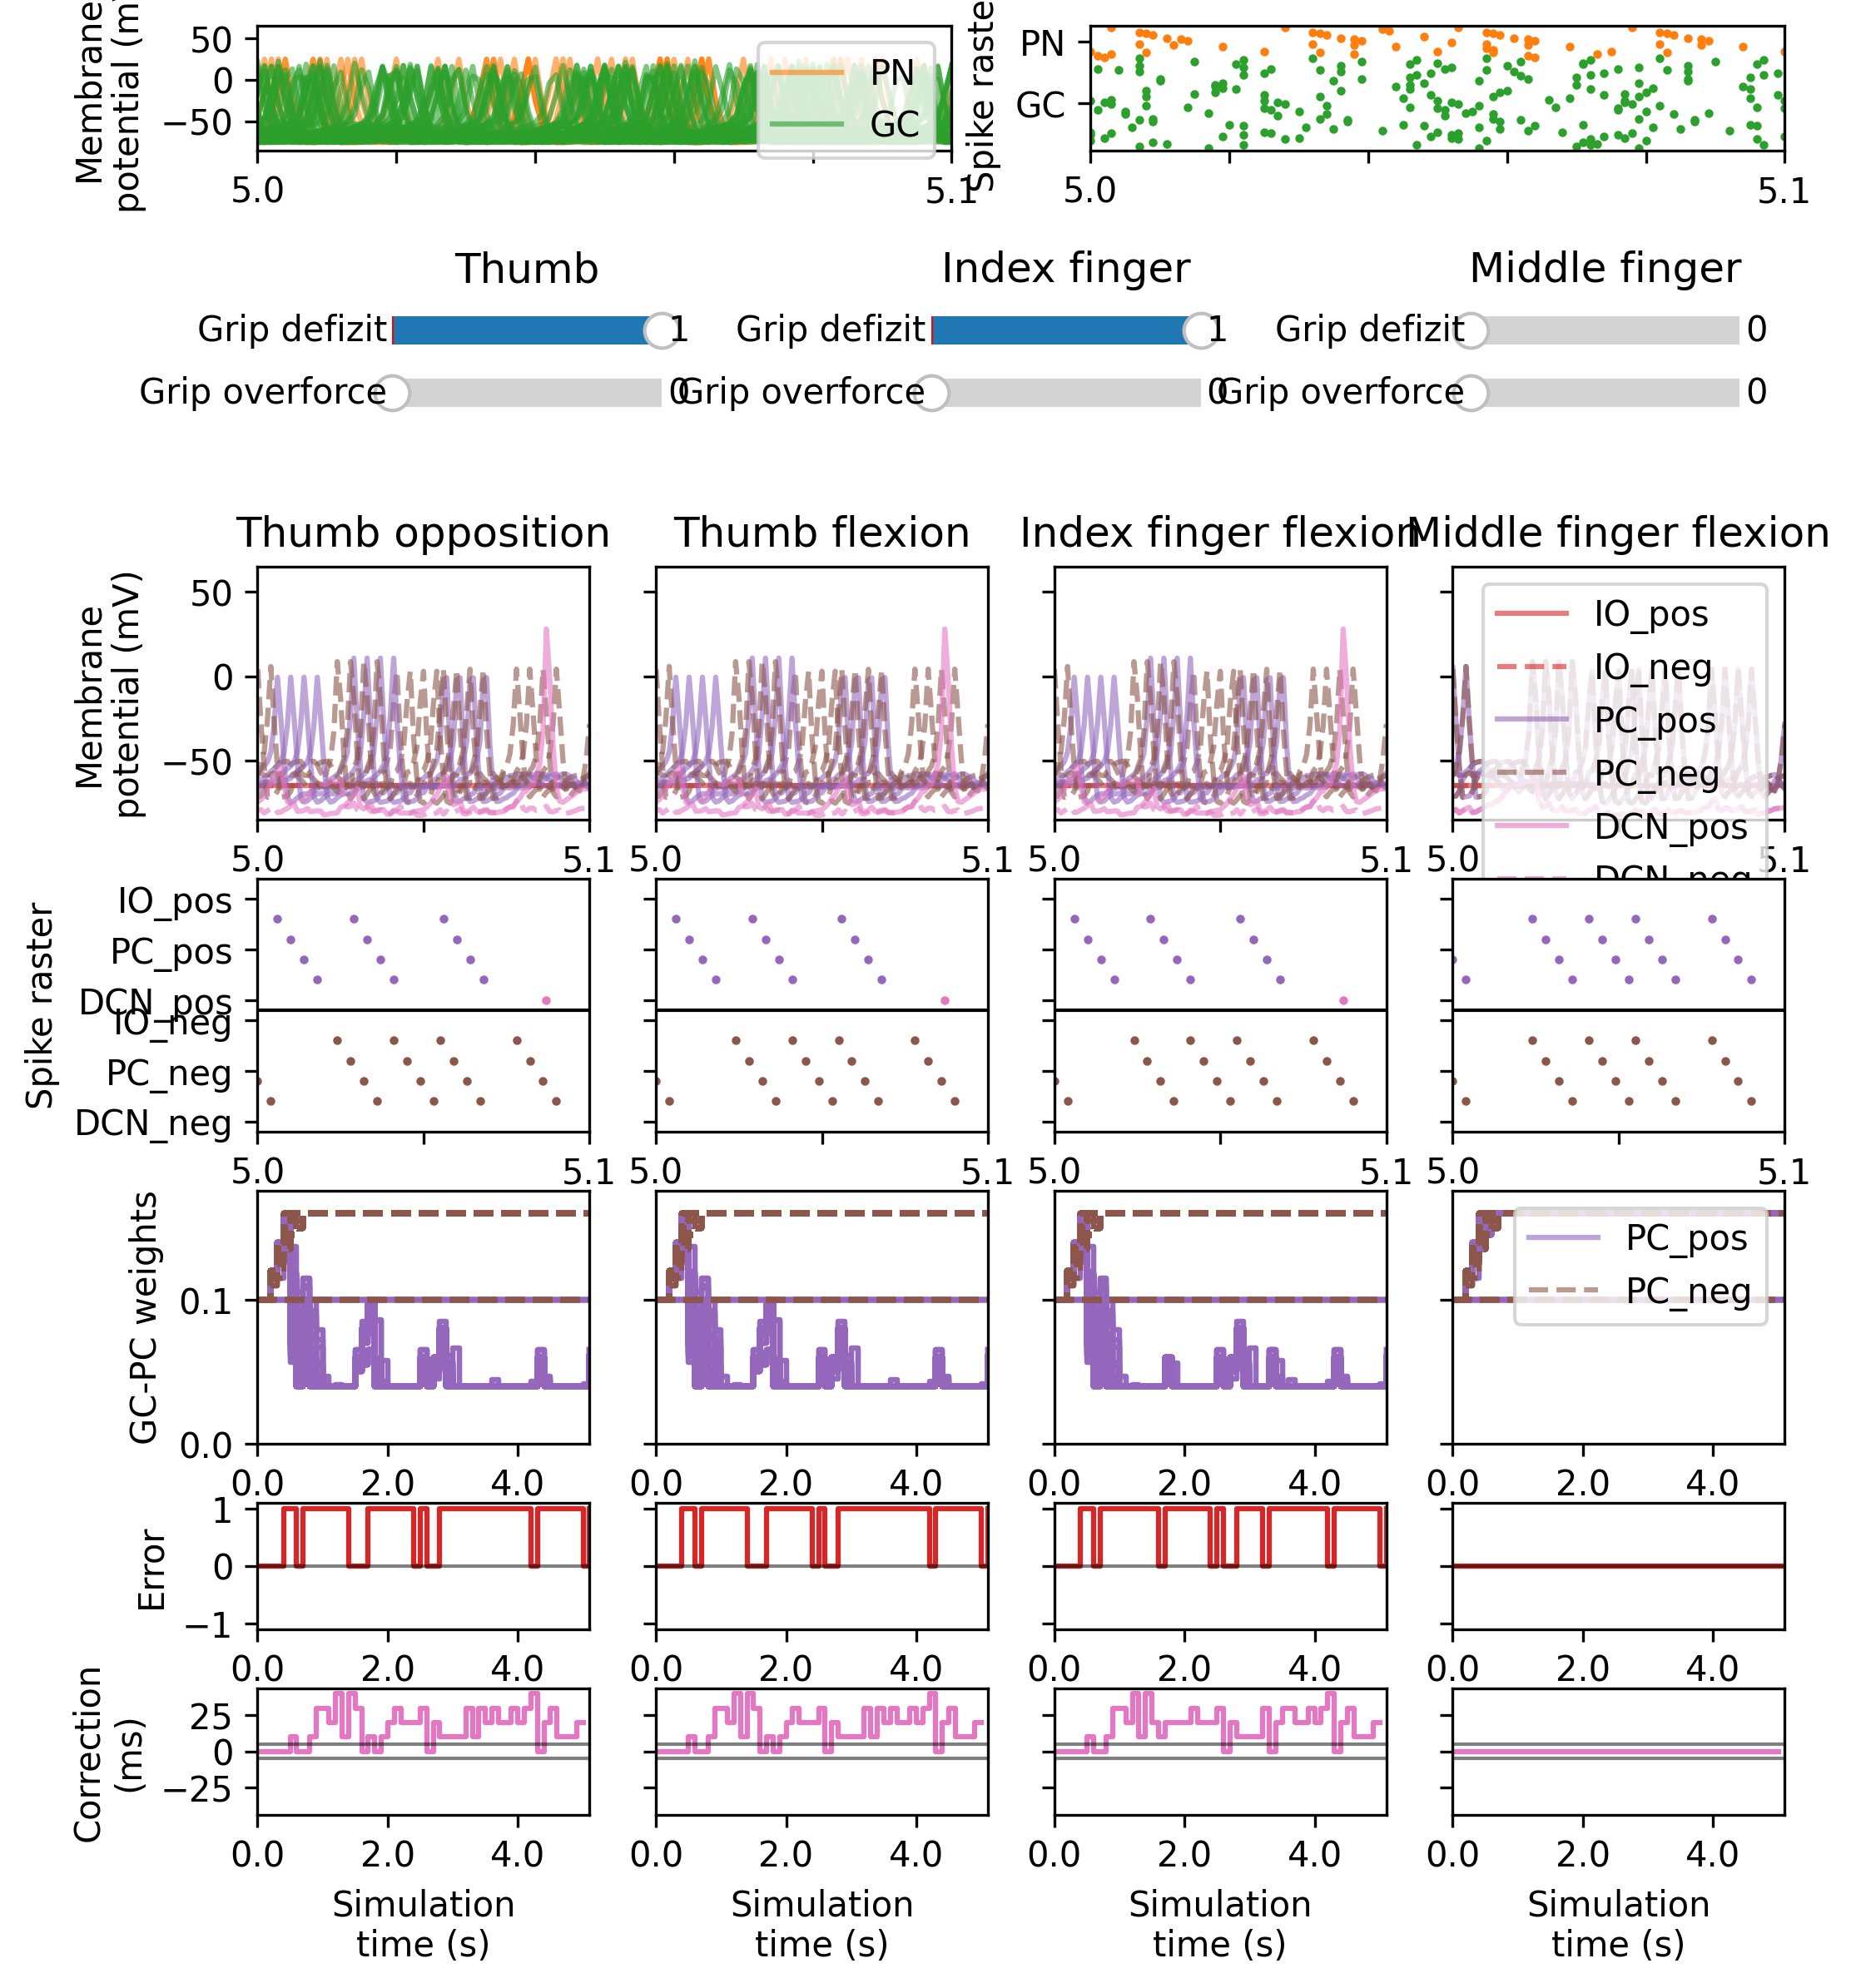 Membrane
potential (m
50
0
−50
PN
GC
5.0
5.1
Spike raste
PN
GC
5.0
5.1
Thumb
Index finger
Middle finger
Grip defizit
1
Grip defizit
1
Grip defizit
0
Grip overforce
0
Grip overforce
0
Grip overforce
0
Thumb opposition
Thumb flexion
Index finger flexion
Middle finger flexion
Membrane
potential (mV)
50
0
−50
IO_pos
IO_neg
PC_pos
PC_neg
DCN_pos
DCN_neg
5.0
5.1
5.0
5.1
5.0
5.1
5.0
5.1
Spike raster
IO_pos
PC_pos
DCN_pos
IO_neg
PC_neg
DCN_neg
5.0
5.1
5.0
5.1
5.0
5.1
5.0
5.1
GC-PC weights
0.1
0.0
PC_pos
PC_neg
0.0
2.0
4.0
0.0
2.0
4.0
0.0
2.0
4.0
0.0
2.0
4.0
Error
1
0
−1
0.0
2.0
4.0
0.0
2.0
4.0
0.0
2.0
4.0
0.0
2.0
4.0
Correction
(ms)
25
0
−25
0.0
2.0
4.0
0.0
2.0
4.0
0.0
2.0
4.0
0.0
2.0
4.0
Simulation
time (s)
Simulation
time (s)
Simulation
time (s)
Simulation
time (s)